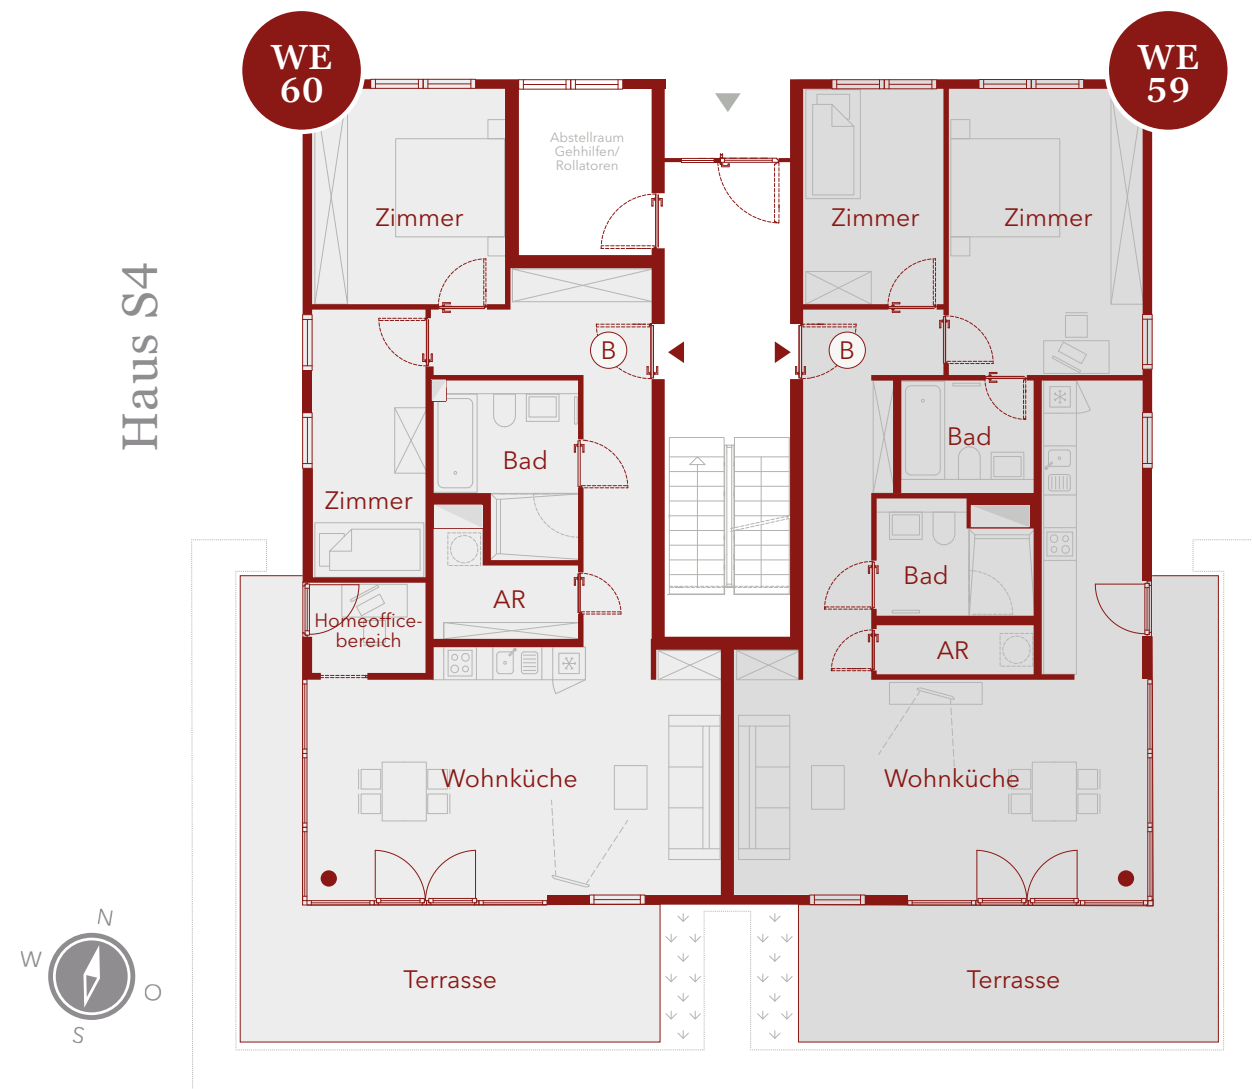 WE
60
WE
59
Haus S4
Abstellraum
Gehhilfen/
Rollatoren
Zimmer
Zimmer
Zimmer
B
B
Bad
Bad
Zimmer
Bad
AR
Homeoffice-
bereich
AR
Wohnküche
Wohnküche
Terrasse
Terrasse
N
W
O
S